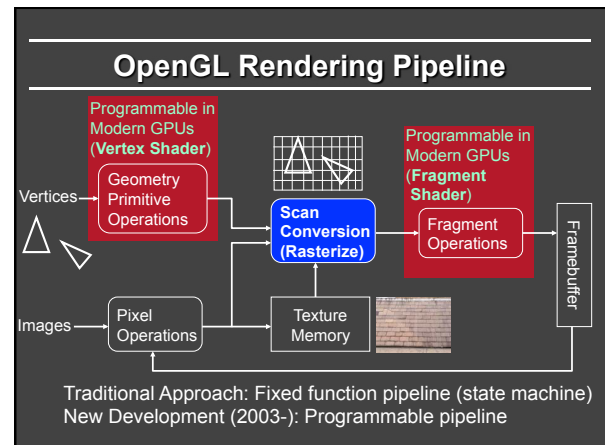 OpenGL Rendering Pipeline
Programmable in
Modern GPUs
(Vertex Shader)
Programmable in
Modern GPUs
(Fragment
Shader)
Vertices
Geometry
Primitive
Operations
Scan
Conversion
(Rasterize)
Fragment
Operations
Framebuffer
Images
Pixel
Operations
Texture
Memory
Traditional Approach: Fixed function pipeline (state machine)
New Development (2003-): Programmable pipeline